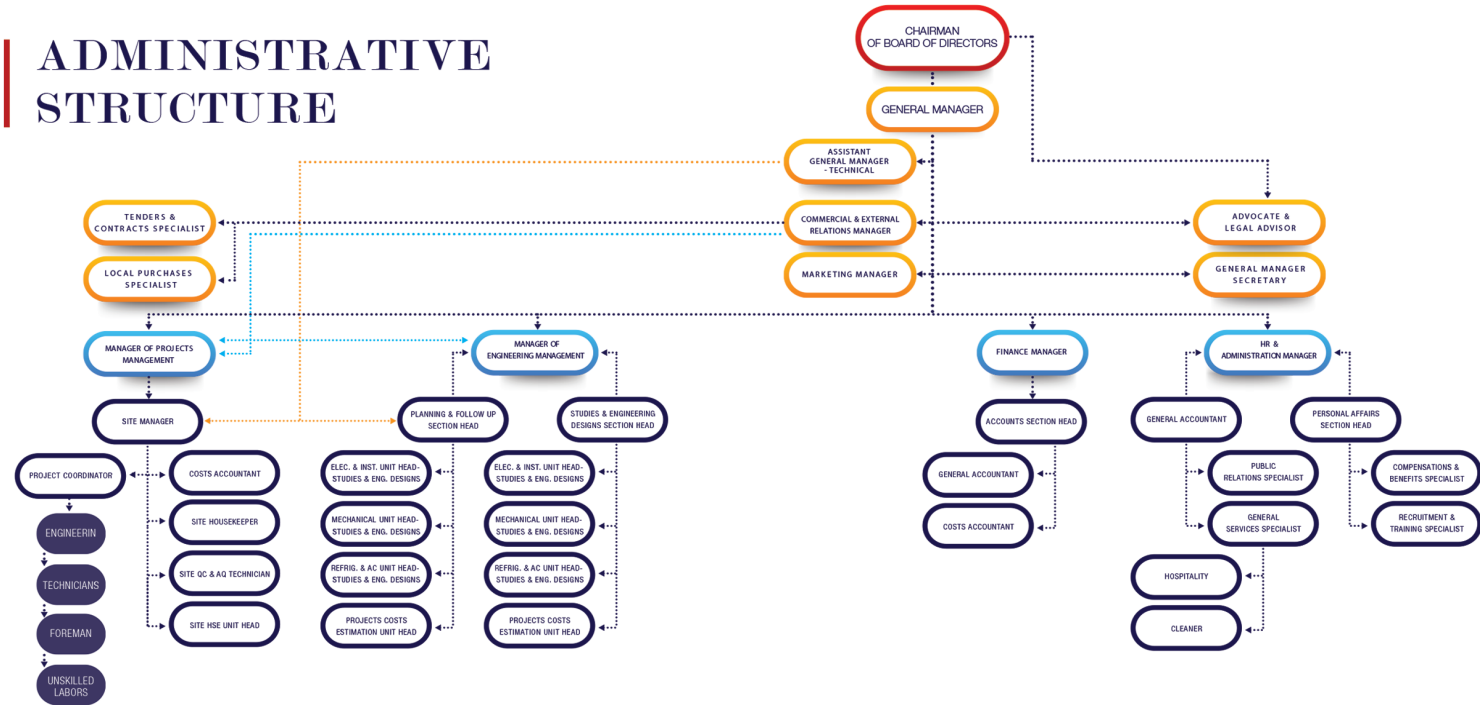 ADMINISTRATIVE
STRUCTURE
CHAIRMAN
OF BOARD OF DIRECTORS
GENERAL MANAGER
ASSISTANT
GENERAL MANAGER
- TECHNICAL
TENDERS &
CONTRACTS SPECIALIST
COMMERCIAL & EXTERNAL
RELATIONS MANAGER
ADVOCATE &
LEGAL ADVISOR
LOCAL PURCHASES
SPECIALIST
MARKETING MANAGER
GENERAL MANAGER
SECRETARY
MANAGER OF PROJECTS
MANAGEMENT
MANAGER OF
ENGINEERING MANAGEMENT
FINANCE MANAGER
HR &
ADMINISTRATION MANAGER
SITE MANAGER
PLANNING & FOLLOW UP
SECTION HEAD
STUDIES & ENGINEERING
DESIGNS SECTION HEAD
ACCOUNTS SECTION HEAD
GENERAL ACCOUNTANT
PERSONAL AFFAIRS
SECTION HEAD
PROJECT COORDINATOR
COSTS ACCOUNTANT
ELEC. & INST. UNIT HEAD-
STUDIES & ENG. DESIGNS
ELEC. & INST. UNIT HEAD-
STUDIES & ENG. DESIGNS
GENERAL ACCOUNTANT
PUBLIC
RELATIONS SPECIALIST
COMPENSATIONS &
BENEFITS SPECIALIST
ENGINEERIN
SITE HOUSEKEEPER
MECHANICAL UNIT HEAD-
STUDIES & ENG. DESIGNS
MECHANICAL UNIT HEAD-
STUDIES & ENG. DESIGNS
COSTS ACCOUNTANT
GENERAL
SERVICES SPECIALIST
RECRUITMENT &
TRAINING SPECIALIST
TECHNICIANS
SITE QC & AQ TECHNICIAN
REFRIG. & AC UNIT HEAD-
STUDIES & ENG. DESIGNS
REFRIG. & AC UNIT HEAD-
STUDIES & ENG. DESIGNS
HOSPITALITY
FOREMAN
SITE HSE UNIT HEAD
PROJECTS COSTS
ESTIMATION UNIT HEAD
PROJECTS COSTS
ESTIMATION UNIT HEAD
CLEANER
UNSKILLED
LABORS